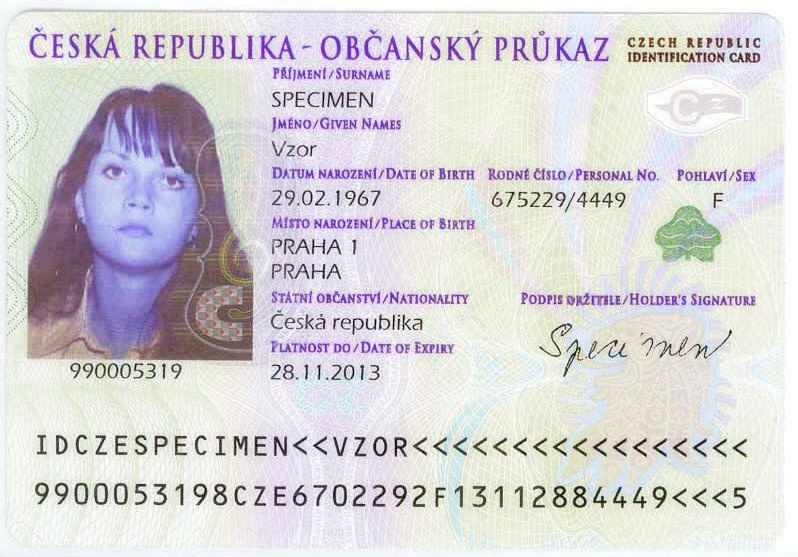 ČESKÁ REPUBLIKA - OBČANSKÝ PRŮKAZ
CZECH REPUBLIC
IDENTIFICATION CARD
PŘÍJMENÍ/SURNAME
SPECIMEN
CZ
JMÉNO/GIVEN NAMES
Vzor
DATUM NAROZENÍ/DATE OF BIRTH RODNÉ ČÍSLO/PERSONAL NO. POHLAVÍ/SEX
29.02.1967 675229/4449 F
MÍSTO NAROZENÍ/PLACE OF BIRTH
PRAHA 1
PRAHA
STÁTNÍ OBČANSTVÍ/NATIONALITY PODPIS DRŽITELE/HOLDER'S SIGNATURE
Česká republika
Specimen
PLATNOST DO/DATE OF EXPIRY
990005319 28.11.2013
IDCZESPECIMEN<<VZOR<<<<<<<<<<<<<<<<<
9900053198CZE6702292F13112884449<<<5